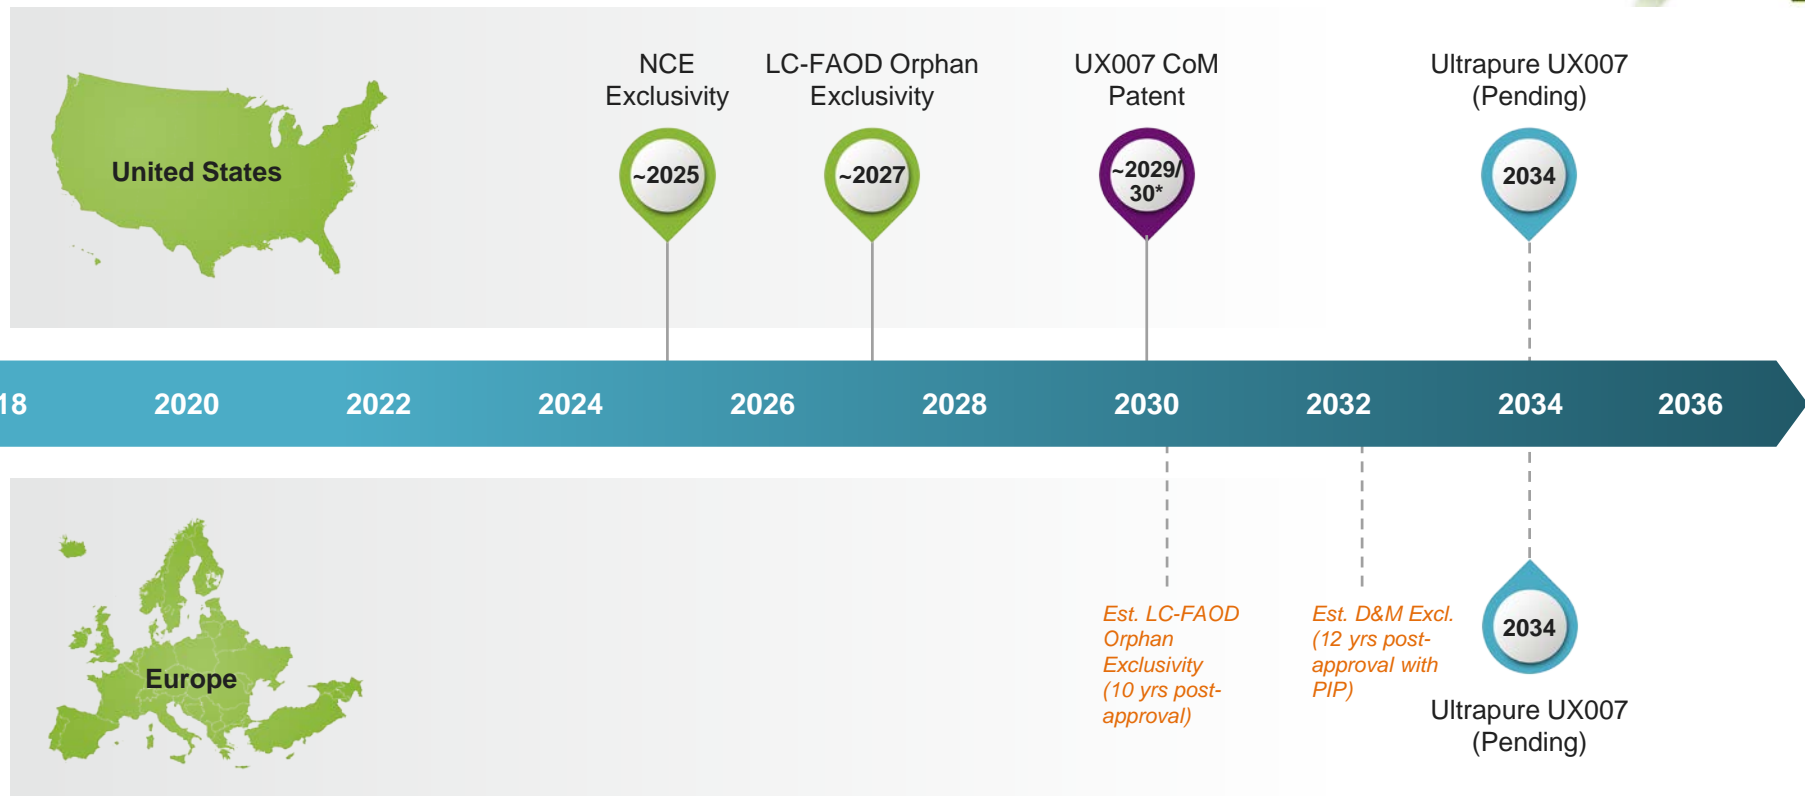 NCE
Exclusivity
LC-FAOD Orphan
Exclusivity
UX007 CoM
Patent
Ultrapure UX007
(Pending)
United States
~2025
~2027
~2029/
30*
2034
18
2020
2022
2024
2026
2028
2030
2032
2034
2036
Europe
Est. LC-FAOD
Orphan
Exclusivity
(10 yrs post-
approval)
Est. D&M Excl.
(12 yrs post-
approval with
PIP)
2034
Ultrapure UX007
(Pending)